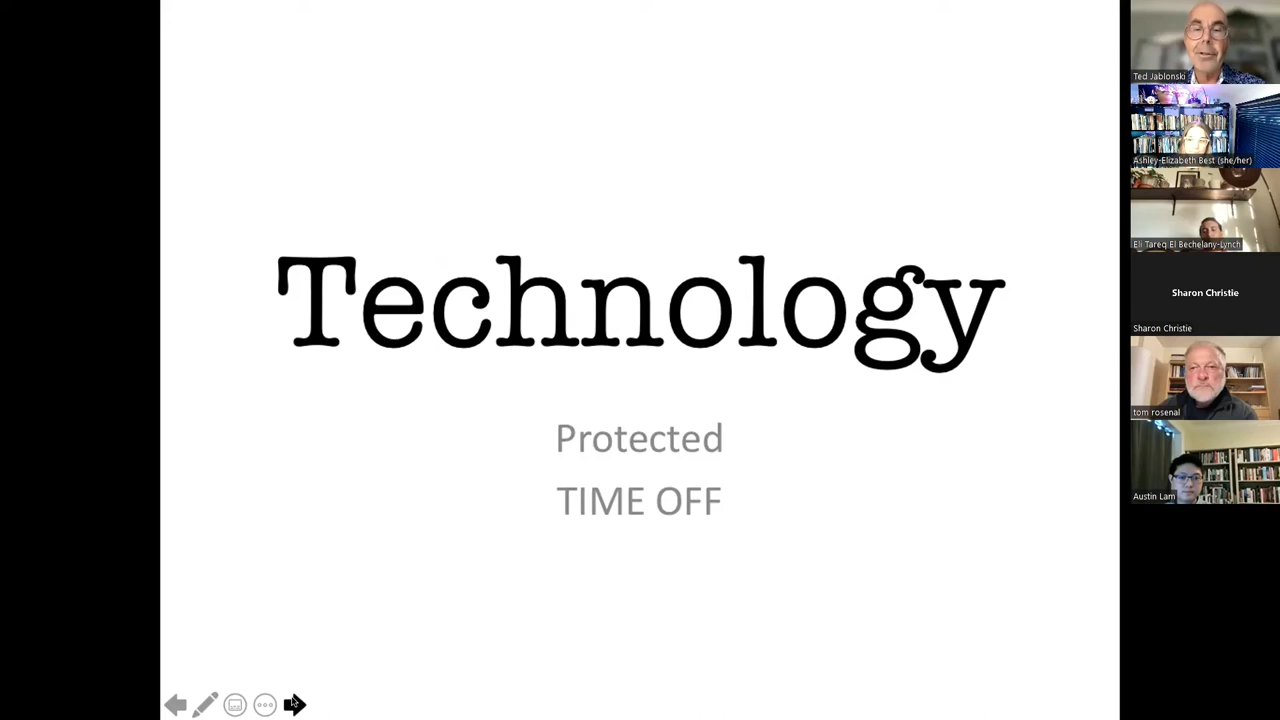 Technology
Protected
TIME OFF
Ted Jablonski
Ashley-Elizabeth Best (she/her)
Eli Tareq El Bechelany-Lynch
Sharon Christie
Sharon Christie
tom rosenal
Austin Lam